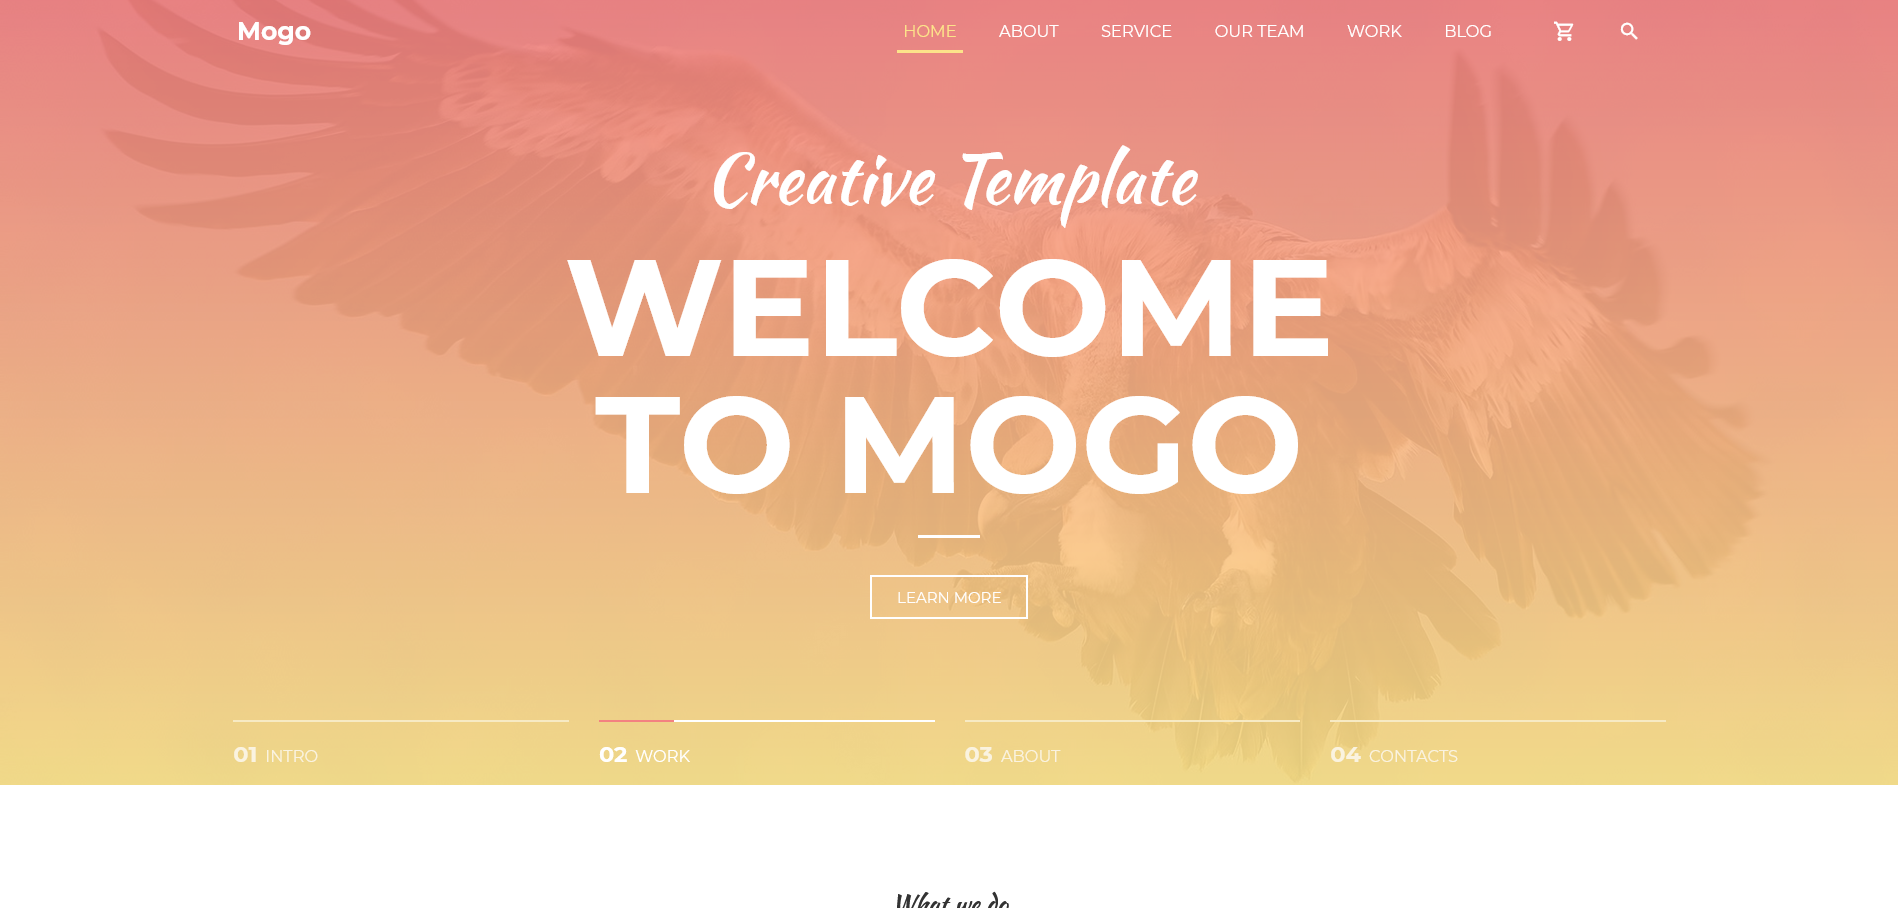 Mogo
HOME ABOUT SERVICE OUR TEAM WORK BLOG
Creative Template
WELCOME
TO MOGO
LEARN MORE
01 INTRO
02 WORK
03 ABOUT
04 CONTACTS
What we do